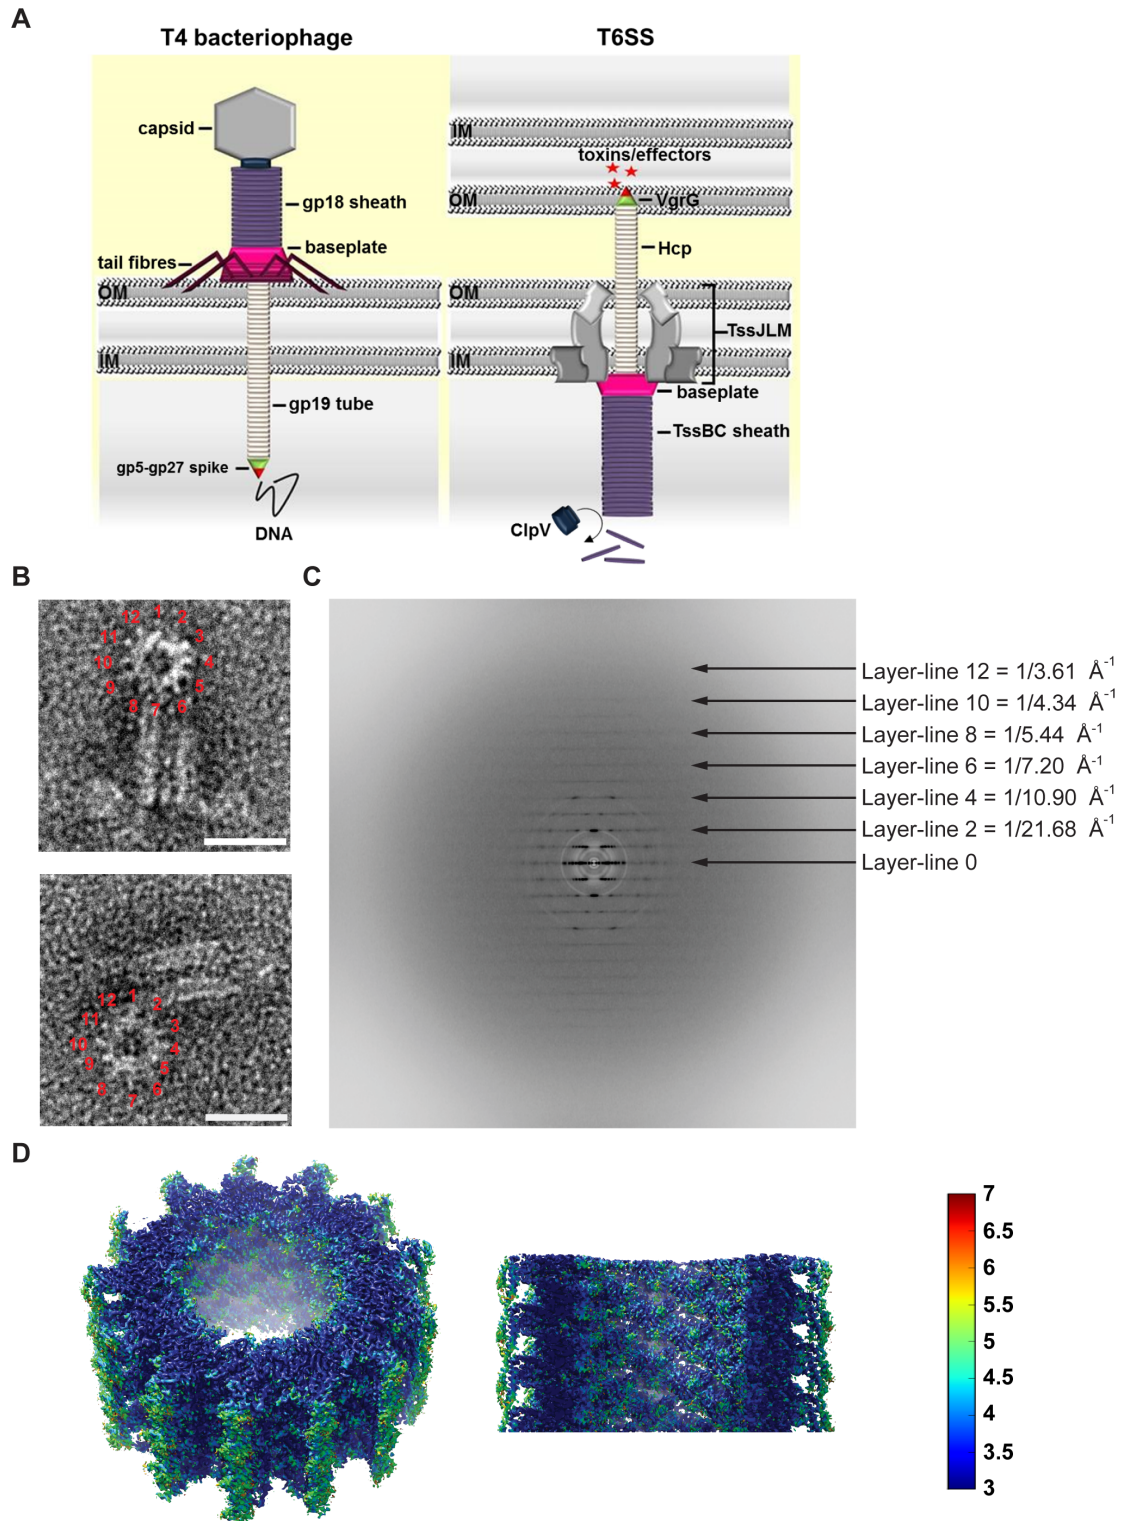 A
T4 bacteriophage
T6SS
capsid
gp18 sheath
baseplate
tail fibres
OM
IM
gp19 tube
gp5-gp27 spike
DNA
IM
toxins/effectors
OM
VgrG
Hcp
OM
TssJLM
IM
baseplate
TssBC sheath
ClpV
B
12 1 2
11 3
10 4
9 5
8 7 6
12 1 2
11 3
10 4
9 5
8 6
7
C
Layer-line 12 = 1/3.61 Å-1
Layer-line 10 = 1/4.34 Å-1
Layer-line 8 = 1/5.44 Å-1
Layer-line 6 = 1/7.20 Å-1
Layer-line 4 = 1/10.90 Å-1
Layer-line 2 = 1/21.68 Å-1
Layer-line 0
D
7
6.5
6
5.5
5
4.5
4
3.5
3